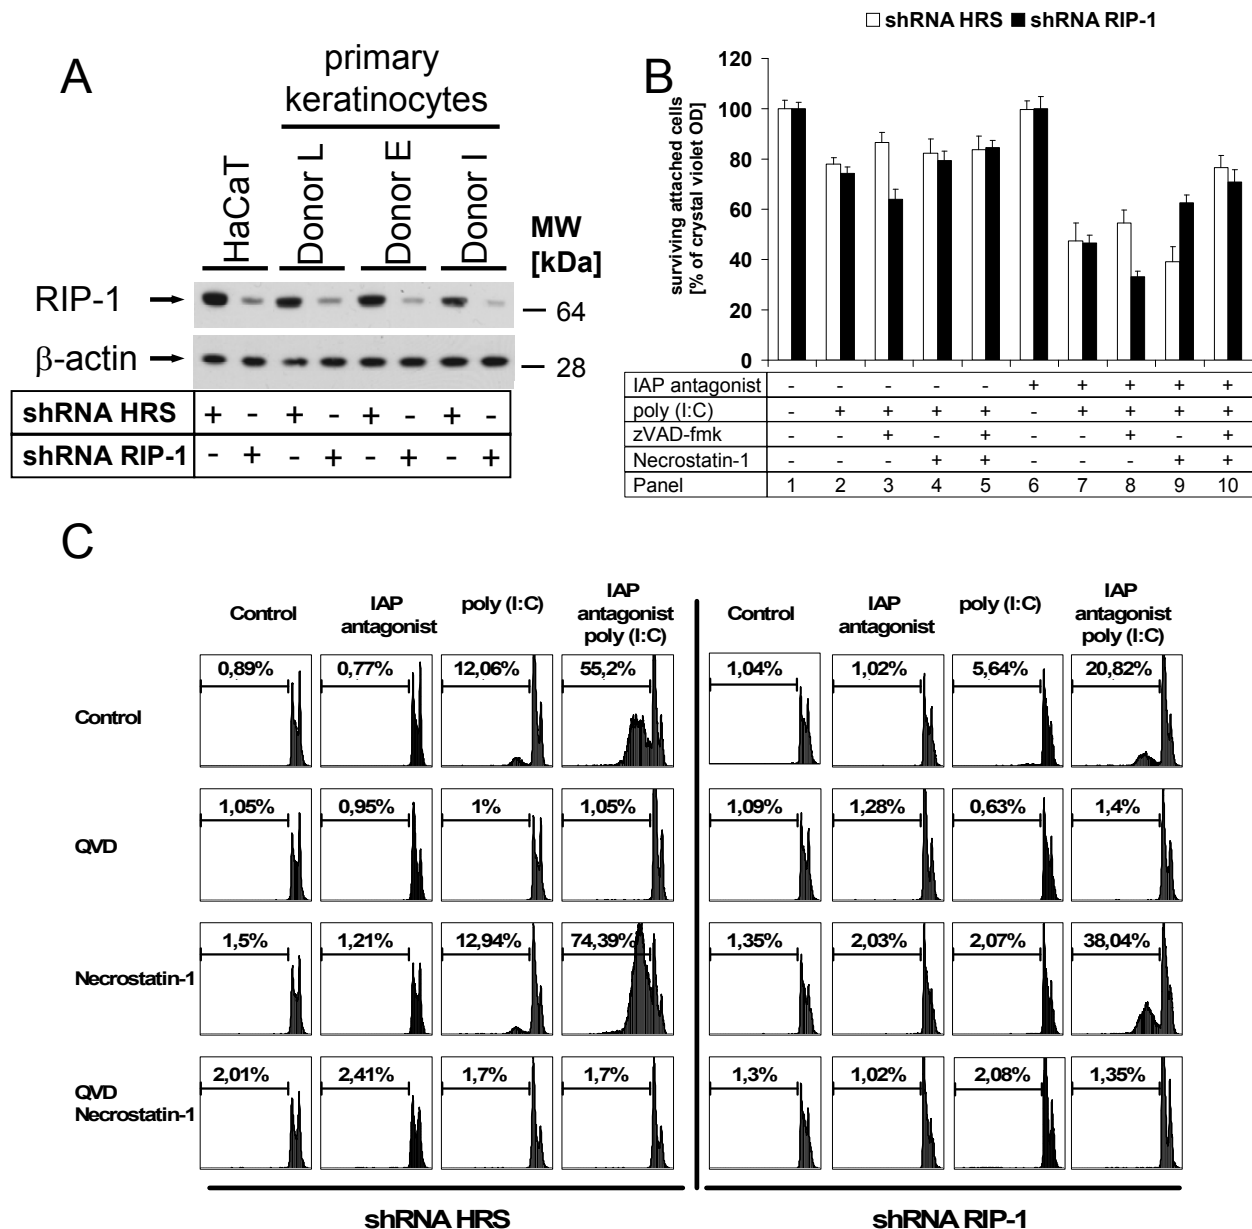 A
primary
keratinocytes
HaCaT
Donor L
Donor E
Donor I
MW
[kDa]
RIP-1
64
β-actin
28
shRNA HRS + - + - + - + -
shRNA RIP-1 - + - + - + - +
B
shRNA HRS shRNA RIP-1
surviving attached cells
[% of crystal violet OD]
120
100
80
60
40
20
0
IAP antagonist - - - - - + + + + +
poly (I:C) - + + + + - + + + +
zVAD-fmk - - + - + - - + - +
Necrostatin-1 - - - + + - - - + +
Panel 1 2 3 4 5 6 7 8 9 10
C
Control
IAP
antagonist
poly (I:C)
IAP
antagonist
poly (I:C)
Control
IAP
antagonist
poly (I:C)
IAP
antagonist
poly (I:C)
Control
0,89% 0,77% 12,06% 55,2% 1,04% 1,02% 5,64% 20,82%
QVD
1,05% 0,95% 1% 1,05% 1,09% 1,28% 0,63% 1,4%
Necrostatin-1
1,5% 1,21% 12,94% 74,39% 1,35% 2,03% 2,07% 38,04%
QVD
Necrostatin-1
2,01% 2,41% 1,7% 1,7% 1,3% 1,02% 2,08% 1,35%
shRNA HRS
shRNA RIP-1